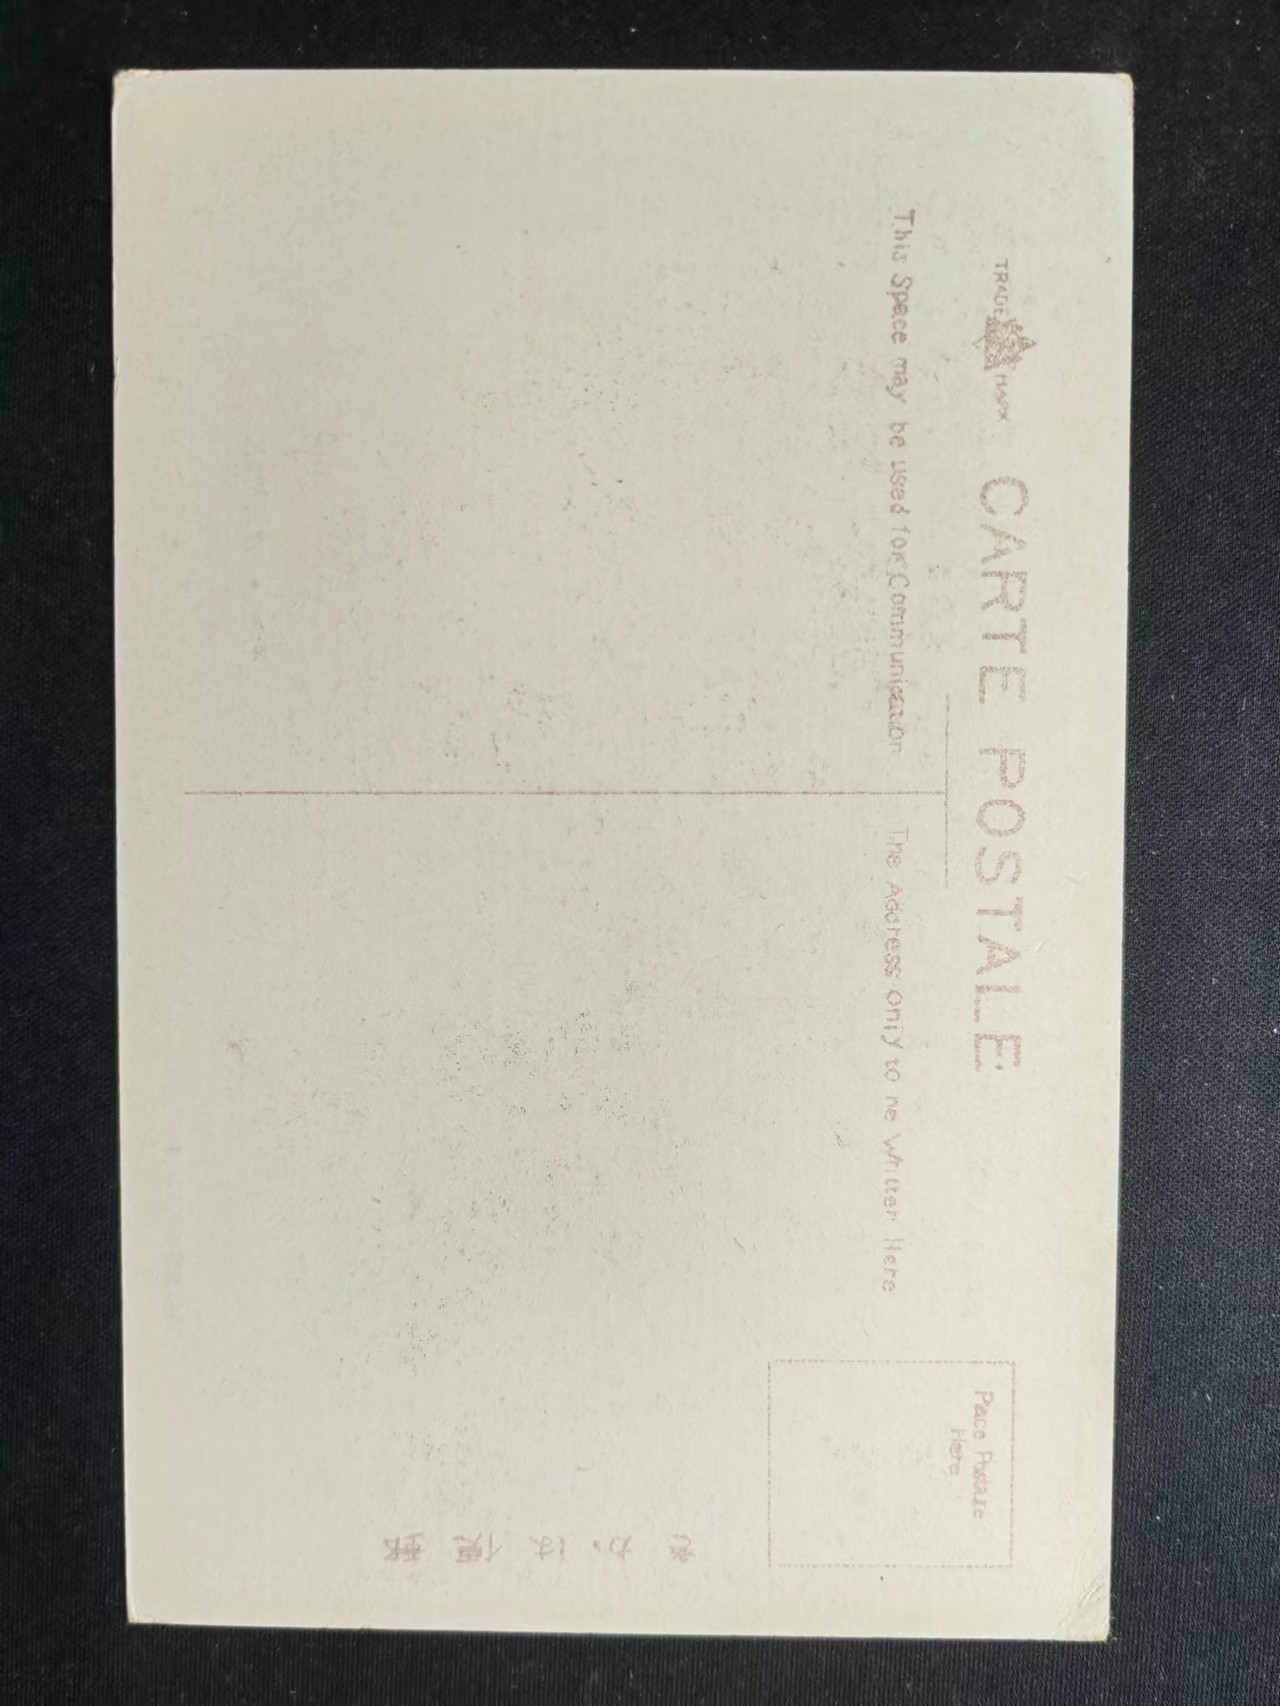 TRADE MARK
CARTE POSTALE
This Space may be used for Communication
The Address only to be Writter Here
Place Postage
Here
郵便はがき